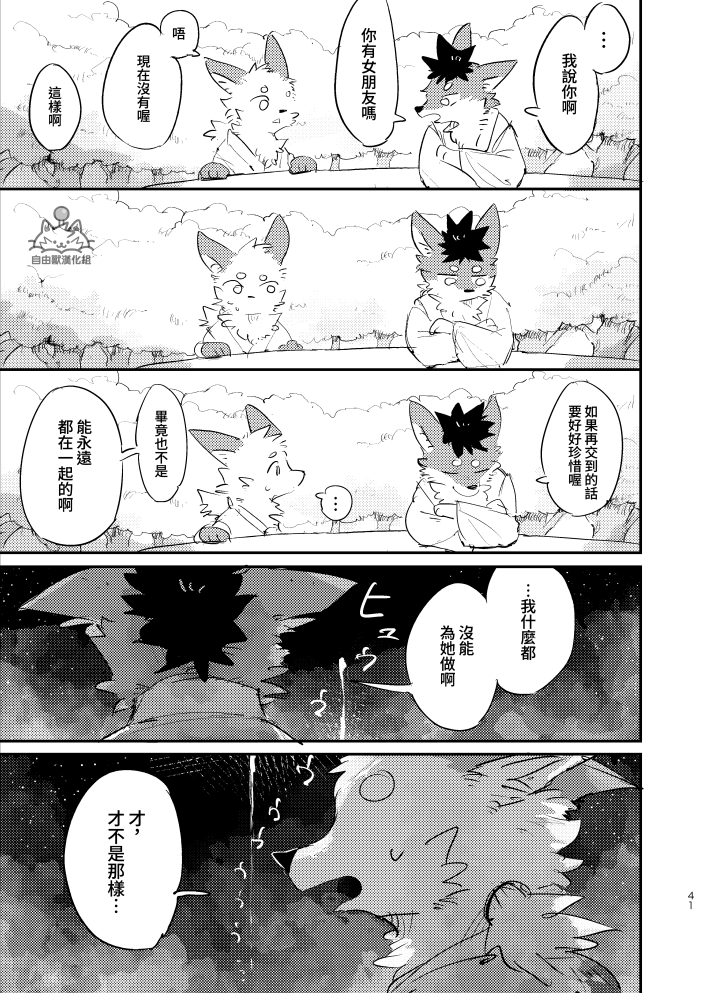 …
我說你啊
你有女朋友嗎
唔
現在沒有喔
這樣啊
自由獸漢化組
如果再交到的話
要好好珍惜喔
…
畢竟也不是
能永遠
都在一起的啊
…我什麼都
沒能
為她做啊
ヒュウゥ
才，
才不是那樣…
41